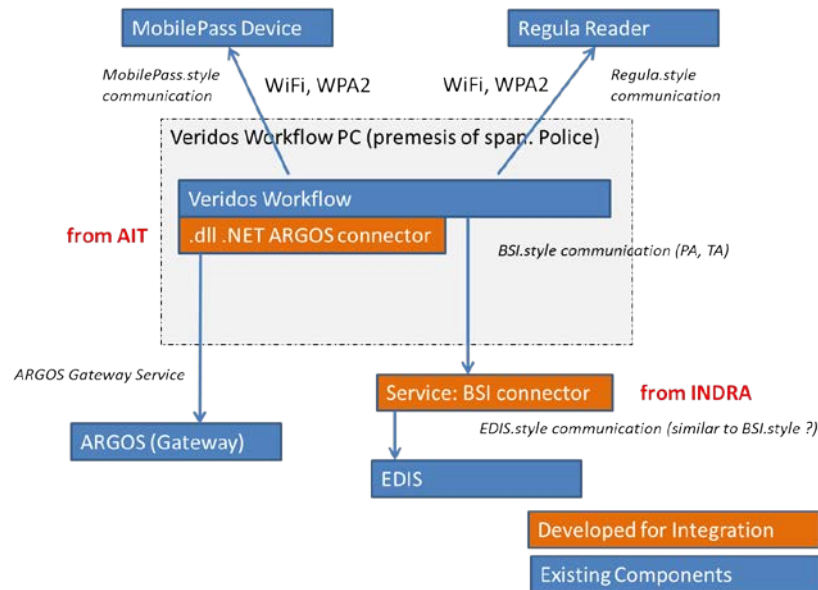 MobilePass Device
Regula Reader
MobilePass.style
communication
WiFi, WPA2
WiFi, WPA2
Regula.style
communication
Veridos Workflow PC (premesis of span. Police)
Veridos Workflow
from AIT
.dll .NET ARGOS connector
BSI.style communication (PA, TA)
ARGOS Gateway Service
Service: BSI connector
from INDRA
EDIS.style communication (similar to BSI.style ?)
ARGOS (Gateway)
EDIS
Developed for Integration
Existing Components